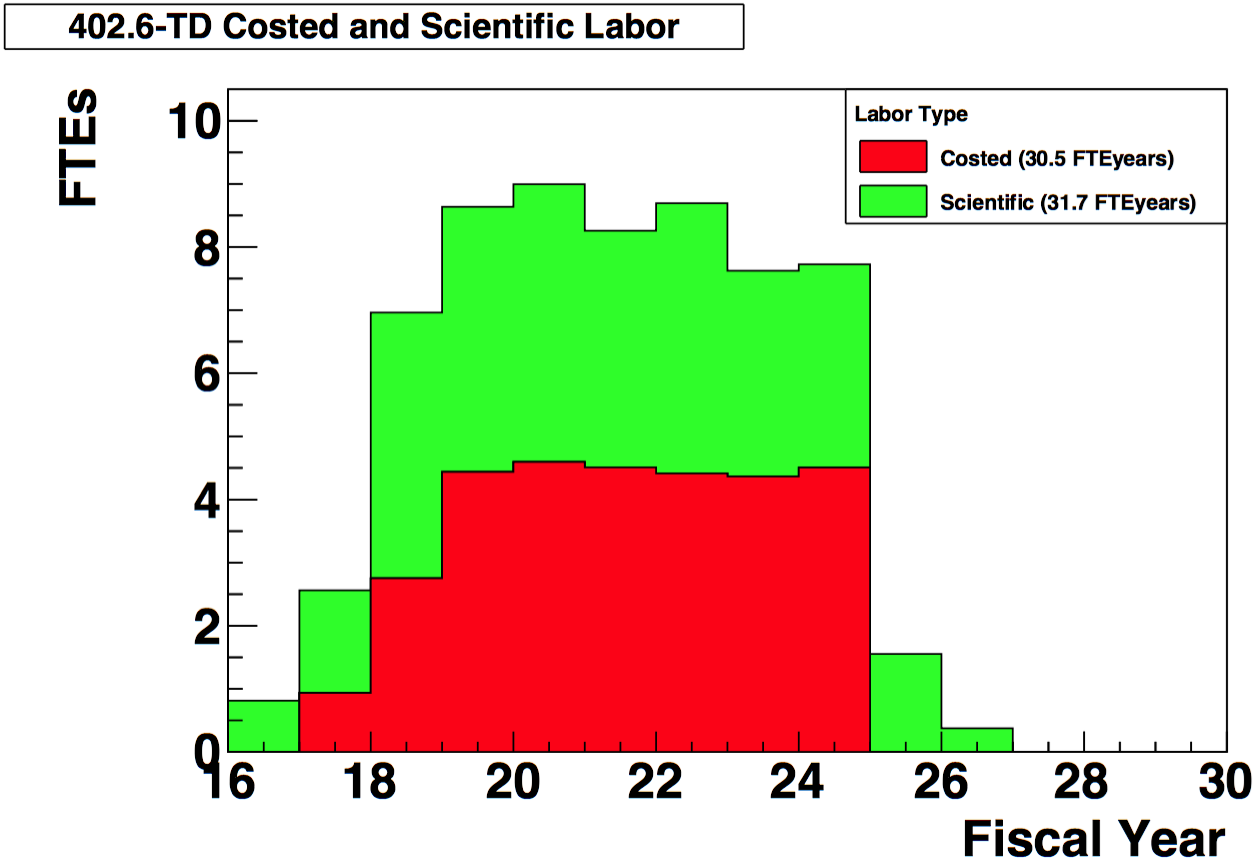 402.6-TD Costed and Scientific Labor
FTEs
10
8
6
4
2
0
Labor Type
Costed (30.5 FTEyears)
Scientific (31.7 FTEyears)
16 18 20 22 24 26 28 30
Fiscal Year